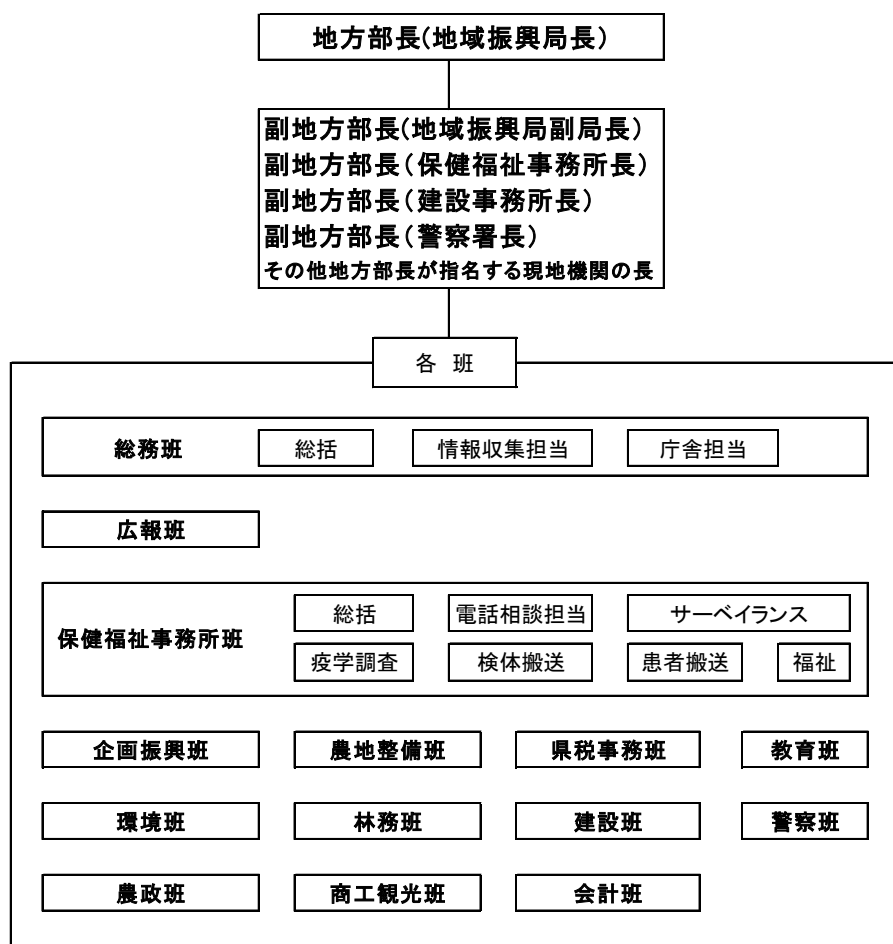 地方部長(地域振興局長)
副地方部長(地域振興局副局長)
副地方部長(保健福祉事務所長)
副地方部長(建設事務所長)
副地方部長(警察署長)
その他地方部長が指名する現地機関の長
各 班
総務班 総括 情報収集担当 庁舎担当
広報班
保健福祉事務所班
総括 電話相談担当 サーベイランス
疫学調査 検体搬送 患者搬送 福祉
企画振興班 農地整備班 県税事務班 教育班
環境班 林務班 建設班 警察班
農政班 商工観光班 会計班